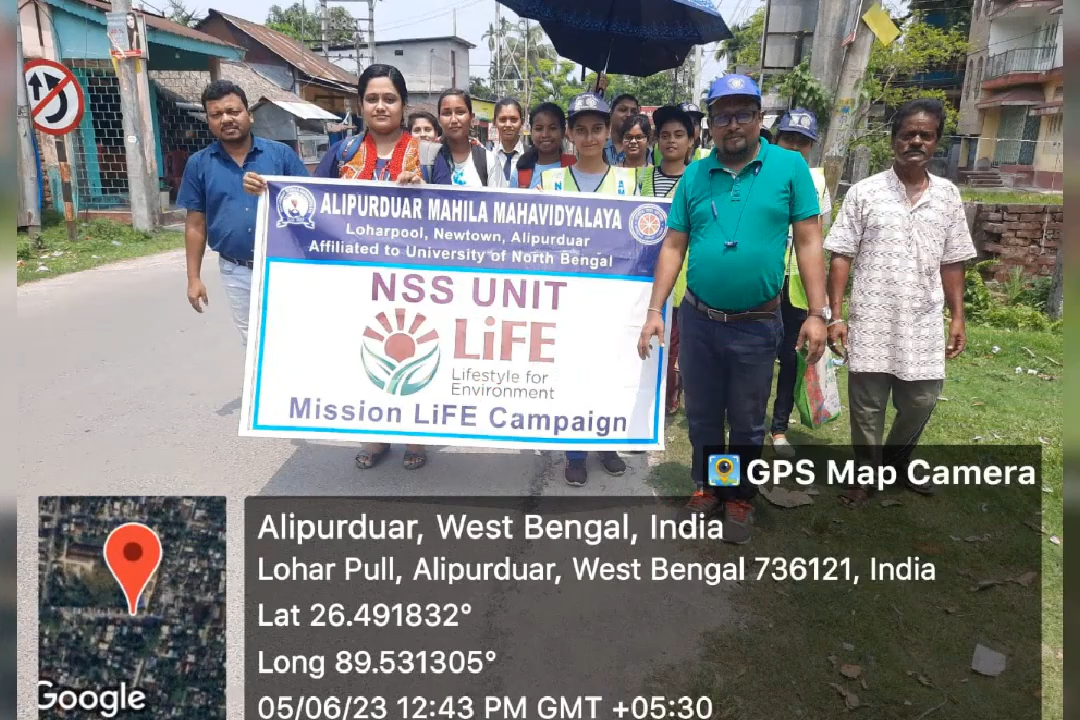 ALIPURDUAR MAHILA MAHAVIDYALAYA
Loharpool, Newtown, Alipurduar
Affiliated to University of North Bengal
NSS UNIT
LiFE
Lifestyle for
Environment
Mission LiFE Campaign
GPS Map Camera
Alipurduar, West Bengal, India
Lohar Pull, Alipurduar, West Bengal 736121, India
Lat 26.491832°
Long 89.531305°
05/06/23 12:43 PM GMT +05:30
Google